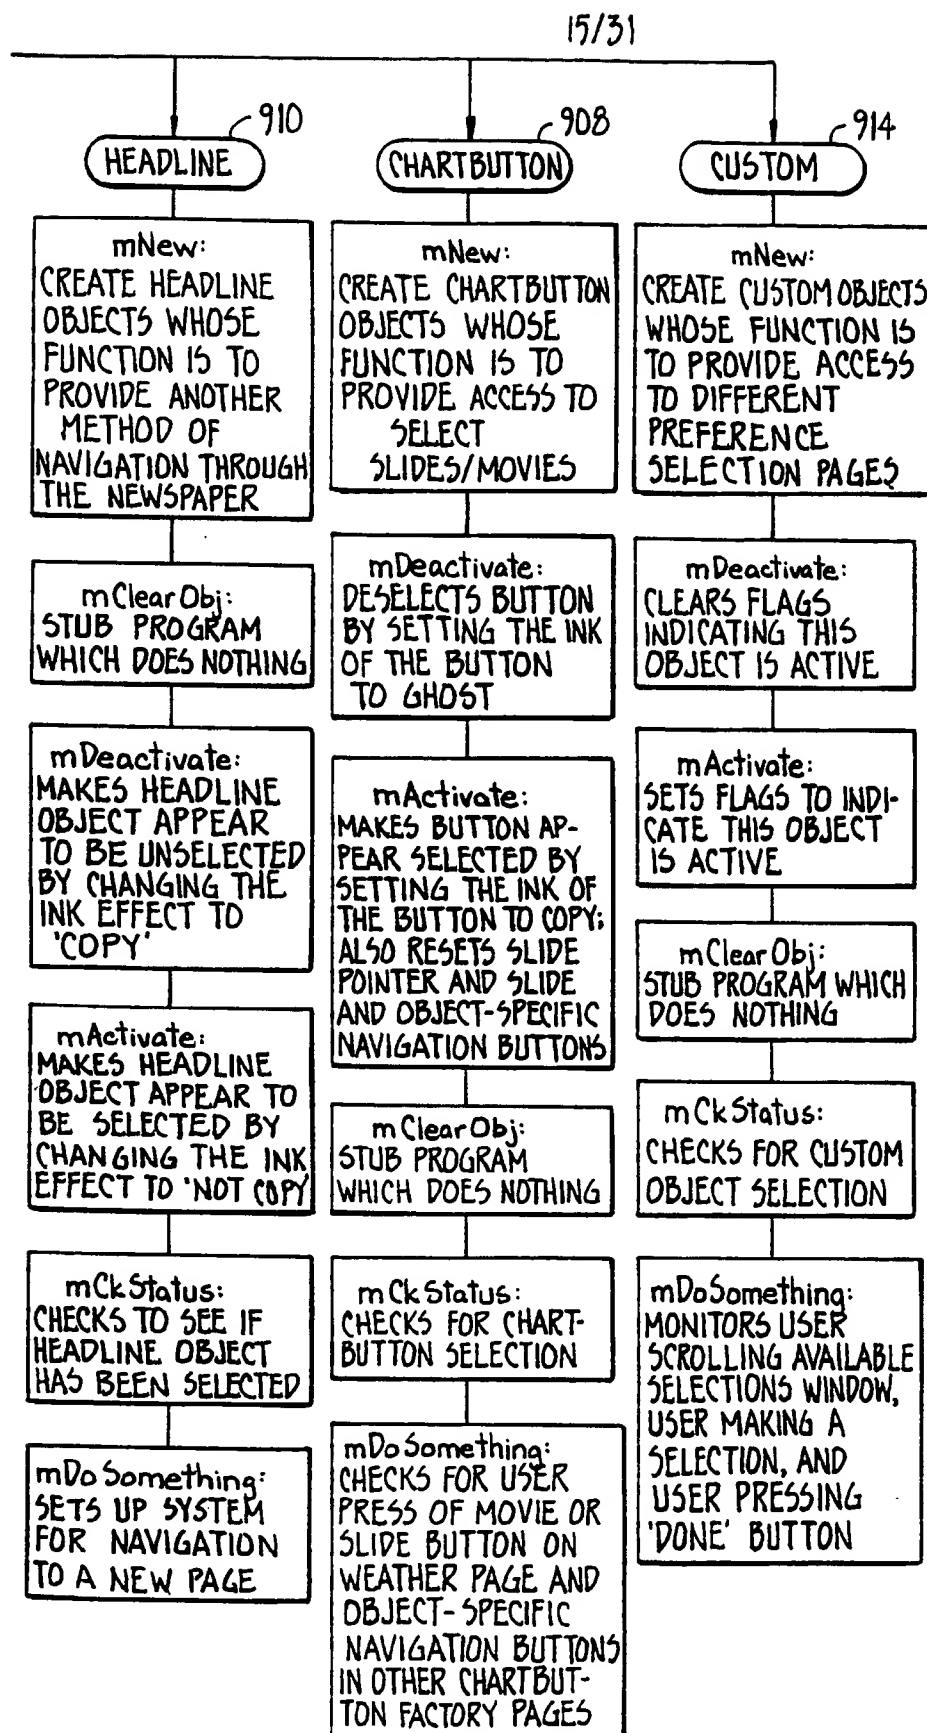 15/31
910
HEADLINE
mNew:
CREATE HEADLINE
OBJECTS WHOSE
FUNCTION IS TO
PROVIDE ANOTHER
METHOD OF
NAVIGATION THROUGH
THE NEWSPAPER
mClearObj:
STUB PROGRAM
WHICH DOES NOTHING
mDeactivate:
MAKES HEADLINE
OBJECT APPEAR
TO BE UNSELECTED
BY CHANGING THE
INK EFFECT TO
'COPY'
mActivate:
MAKES HEADLINE
OBJECT APPEAR TO
BE SELECTED BY
CHANGING THE INK
EFFECT TO 'NOT COPY
mCkStatus:
CHECKS TO SEE IF
HEADLINE OBJECT
HAS BEEN SELECTED
mDoSomething:
SETS UP SYSTEM
FOR NAVIGATION
TO A NEW PAGE
908
CHARTBUTTON
mNew:
CREATE CHARTBUTTON
OBJECTS WHOSE
FUNCTION IS TO
PROVIDE ACCESS TO
SELECT
SLIDES/MOVIES
mDeactivate:
DESELECTS BUTTON
BY SETTING THE INK
OF THE BUTTON
TO GHOST
mActivate:
MAKES BUTTON AP-
PEAR SELECTED BY
SETTING THE INK OF
THE BUTTON TO COPY;
ALSO RESETS SLIDE
POINTER AND SLIDE
AND OBJECT-SPECIFIC
NAVIGATION BUTTONS
mClearObj:
STUB PROGRAM
WHICH DOES NOTHING
mCkStatus:
CHECKS FOR CHART-
BUTTON SELECTION
mDoSomething:
CHECKS FOR USER
PRESS OF MOVIE OR
SLIDE BUTTON ON
WEATHER PAGE AND
OBJECT-SPECIFIC
NAVIGATION BUTTONS
IN OTHER CHARTBUT-
TON FACTORY PAGES
914
CUSTOM
mNew:
CREATE CUSTOM OBJECTS
WHOSE FUNCTION IS
TO PROVIDE ACCESS
TO DIFFERENT
PREFERENCE
SELECTION PAGES
mDeactivate:
CLEARS FLAGS
INDICATING THIS
OBJECT IS ACTIVE
mActivate:
SETS FLAGS TO INDI-
CATE THIS OBJECT
IS ACTIVE
mClearObj:
STUB PROGRAM WHICH
DOES NOTHING
mCkStatus:
CHECKS FOR CUSTOM
OBJECT SELECTION
mDoSomething:
MONITORS USER
SCROLLING AVAILABLE
SELECTIONS WINDOW,
USER MAKING A
SELECTION, AND
USER PRESSING
'DONE' BUTTON